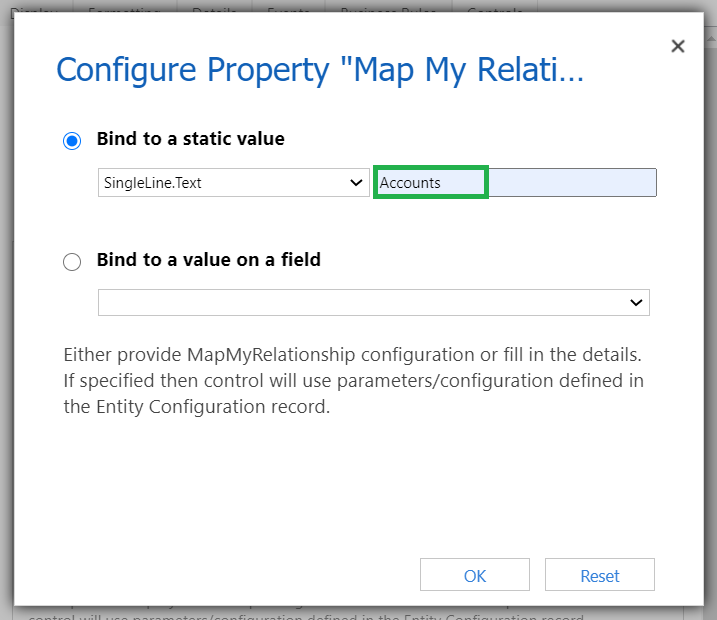 Display Formatting Details Events Business Rules Controls
Configure Property "Map My Relati...
Bind to a static value
SingleLine.Text
Accounts
Bind to a value on a field
Either provide MapMyRelationship configuration or fill in the details.
If specified then control will use parameters/configuration defined in
the Entity Configuration record.
OK
Reset
control will use parameters/configuration defined in the Entity Configuration record